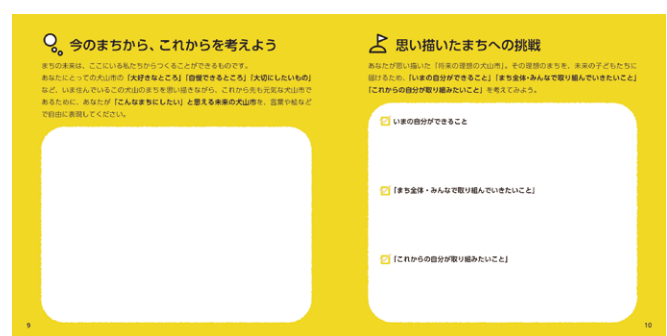 今のまちから、これからを考えよう
まちの未来は、ここにいる私たちからつくることができるものです。
あなたにとっての犬山市の「大好きなところ」「自慢できるところ」「大切にしたいもの」
など、いま住んでいるこの犬山のまちを思い描きながら、これから先も元気な犬山市で
あるために、あなたが「こんなまちにしたい」と思える未来の犬山市を、言葉や絵など
で自由に表現してください。
9
思い描いたまちへの挑戦
あなたが思い描いた「将来の理想の犬山市」。その理想のまちを、未来の子どもたちに
届けるため、「いまの自分ができること」「まち全体・みんなで取り組んでいきたいこと」
「これからの自分が取り組みたいこと」を考えてみよう。
いまの自分ができること
「まち全体・みんなで取り組んでいきたいこと」
「これからの自分が取り組みたいこと」
10